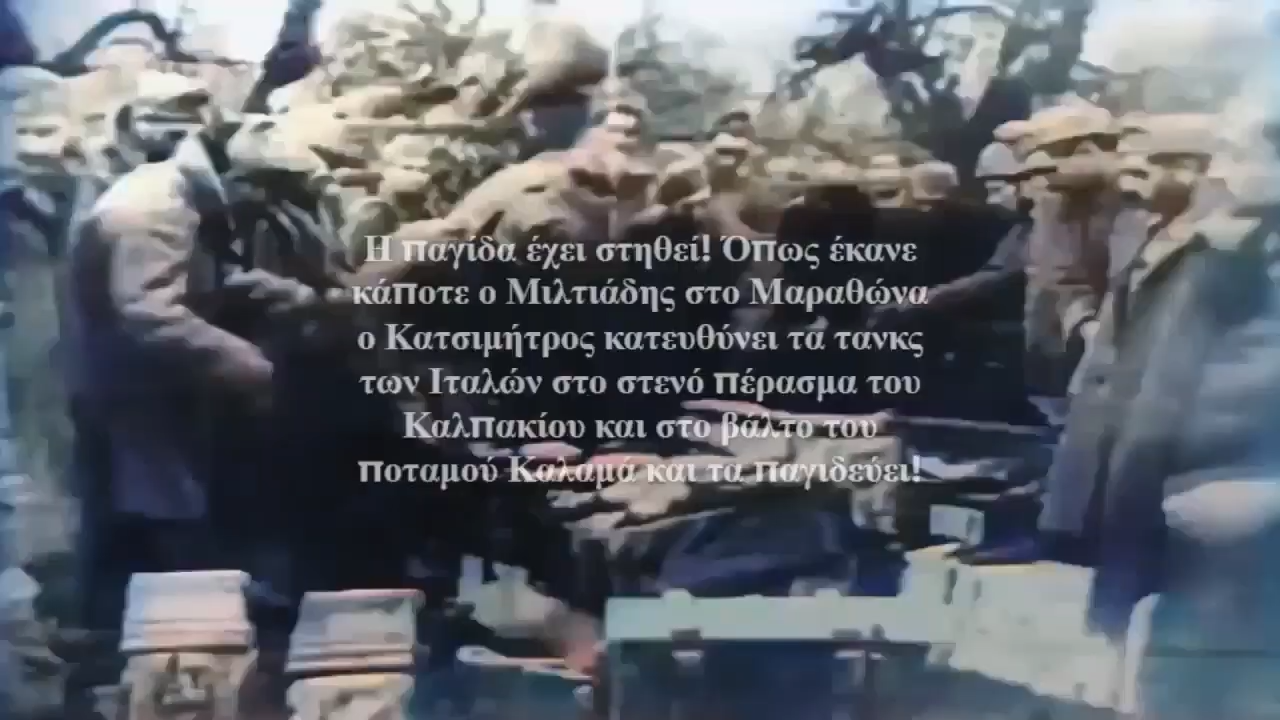 Η παγίδα έχει στηθεί! Όπως έκανε
κάποτε ο Μιλτιάδης στο Μαραθώνα
ο Κατσιμήτρος κατευθύνει τα τανκς
των Ιταλών στο στενό πέρασμα του
Καλπακίου και στο βάλτο του
ποταμού Καλαμά και τα παγιδεύει!